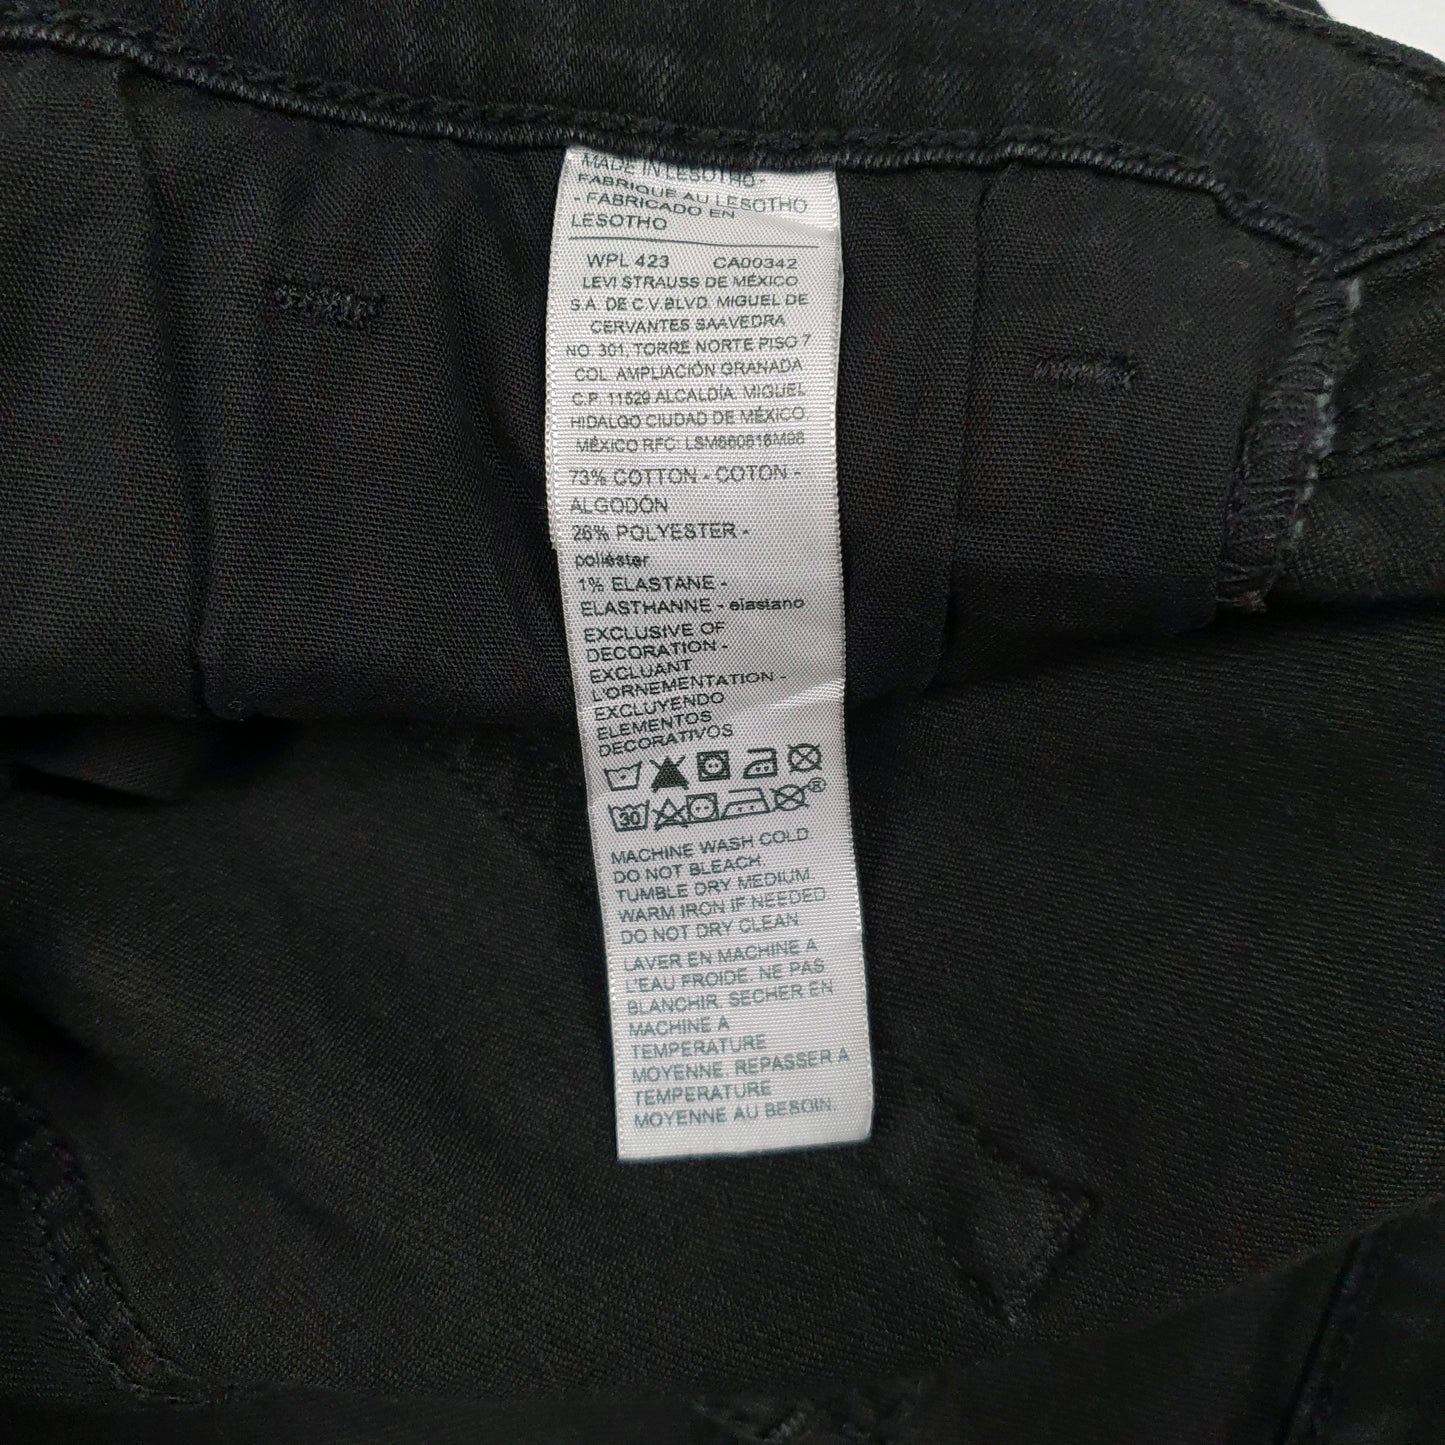 MADE IN LESOTHO -
FABRIQUE AU LESOTHO
- FABRICADO EN
LESOTHO
WPL 423 CA00342
LEVI STRAUSS DE MÉXICO
S.A. DE C.V.BLVD. MIGUEL DE
CERVANTES SAAVEDRA
NO. 301, TORRE NORTE PISO 7
COL. AMPLIACIÓN GRANADA
C.P. 11529 ALCALDÍA. MIGUEL
HIDALGO CIUDAD DE MÉXICO
MÉXICO RFC:
73% COTTON - COTON -
ALGODÓN
26% POLYESTER -
poliéster
1% ELASTANE -
ELASTHANNE - elastano
EXCLUSIVE OF
DECORATION -
EXCLUANT
L'ORNEMENTATION -
EXCLUYENDO
ELEMENTOS
DECORATIVOS
30 ®
MACHINE WASH COLD
DO NOT BLEACH
TUMBLE DRY MEDIUM
WARM IRON IF NEEDED
DO NOT DRY CLEAN.
LAVER EN MACHINE A
L'EAU FROIDE. NE PAS
BLANCHIR. SECHER EN
MACHINE A
TEMPERATURE
MOYENNE. REPASSER A
TEMPERATURE
MOYENNE AU BESOIN.